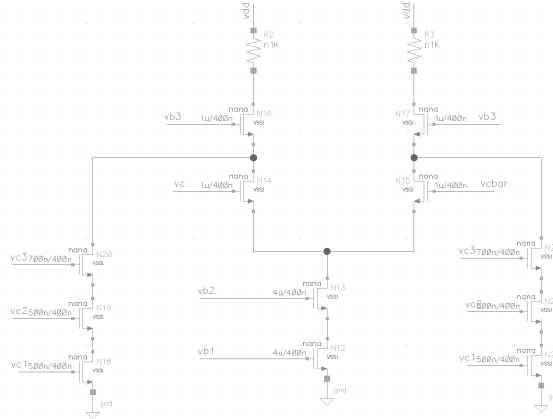 vdd vdd
R2 R3
r:1K r:1K
nana N16 N17 nana
vb3 1u/400n vssi vssi 1u/400n vb3
nana N14 N15 nana
vc 1u/400n vssi vssi 1u/400n vcbar
nana N20 nana
vc3 700n/400n vssi vc3 700n/400n vssi
nana N13
vb2 4u/400n vssi
nana N19 nana
vc2 500n/400n vssi vssi
nana N12
vb1 4u/400n vssi
nana N18 nana
vc1 500n/400n vssi vc1 500n/400n vssi
gnd
gnd